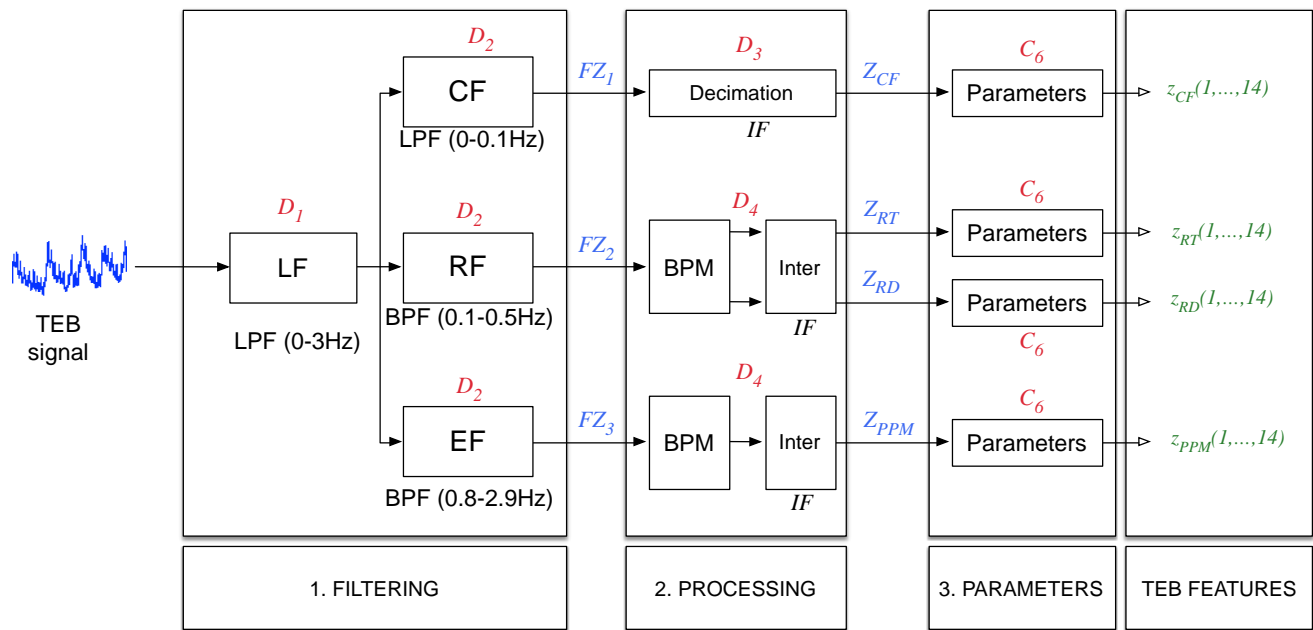 D2
D3
C6
CF
FZ1
Decimation
ZCF
Parameters
zCF(1,...,14)
LPF (0-0.1Hz)
IF
D1
D2
D4
C6
TEB
signal
LF
LPF (0-3Hz)
RF
BPF (0.1-0.5Hz)
FZ2
BPM
Inter
IF
ZRT
Parameters
zRT(1,...,14)
ZRD
Parameters
zRD(1,...,14)
C6
D2
D4
C6
EF
BPF (0.8-2.9Hz)
FZ3
BPM
Inter
IF
ZPPM
Parameters
zPPM(1,...,14)
1. FILTERING
2. PROCESSING
3. PARAMETERS
TEB FEATURES